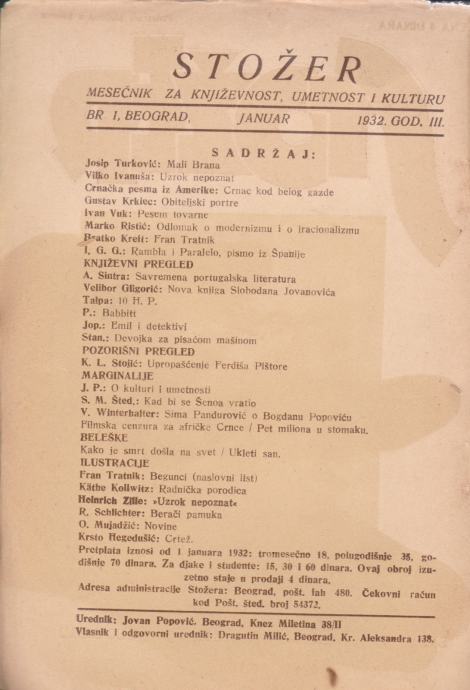 STOŽER
MESEČNIK ZA KNJIŽEVNOST, UMETNOST I KULTURU
BR 1, BEOGRAD, JANUAR 1932. GOD. III.
SADRŽAJ:
Josip Turković: Mali Brana
Vilko Ivanuša: Uzrok nepoznat
Crnačka pesma iz Amerike: Crnac kod belog gazde
Gustav Krklec: Obiteljski portre
Ivan Vuk: Pesem tovarne
Marko Ristić: Odlomak o modernizmu i o iracionalizmu
Bratko Kreft: Fran Tratnik
I. G. G.: Rambla i Paralelo, pismo iz Španije
KNJIŽEVNI PREGLED
A. Sintra: Savremena portugalska literatura
Velibor Gligorić: Nova knjiga Slobodana Jovanovića
Talpa: 10 H. P.
P.: Babbitt
Jop.: Emil i detektivi
Stan.: Devojka za pisaćom mašinom
POZORIŠNI PREGLED
K. L. Stojić: Upropašćenje Ferdiša Pištore
MARGINALIJE
J. P.: O kulturi i umetnosti
S. M. Šted.: Kad bi se Šenoa vratio
V. Winterhalter: Sima Pandurović o Bogdanu Popoviću
Filmska cenzura za afričke Crnce / Pet miliona u stomaku.
BELEŠKE
Kako je smrt došla na svet / Ukleti san.
ILUSTRACIJE
Fran Tratnik: Begunci (naslovni list)
Käthe Kollwitz: Radnička porodica
Heinrich Zille: »Uzrok nepoznat«
R. Schlichter: Berači pamuka
O. Mujadžić: Novine
Krsto Hegedušić: Crtež.
Pretplata iznosi od 1 januara 1932: tromesečno 18, polugodišnje 35, go-
dišnje 70 dinara. Za djake i studente: 15, 30 i 60 dinara. Ovaj obroj izu-
zetno staje u prodaji 4 dinara.
Adresa administracije Stožera: Beograd, pošt. fah 480. Čekovni račun
kod Pošt. šted. broj 54372.
Urednik: Jovan Popović, Beograd, Knez Miletina 38/II
Vlasnik i odgovorni urednik: Dragutin Milić, Beograd, Kr. Aleksandra 138.